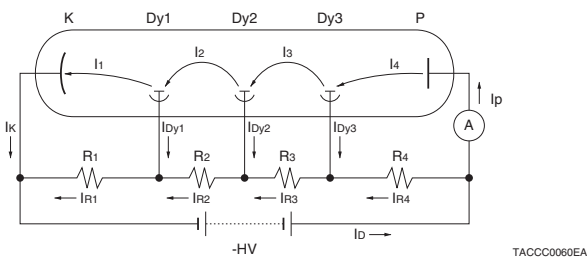 K Dy1 Dy2 Dy3 P
I1 I2 I3 I4
Ip
A
IK IDy1 IDy2 IDy3
R1 R2 R3 R4
IR1 IR2 IR3 IR4
ID
-HV
TACCC0060EA